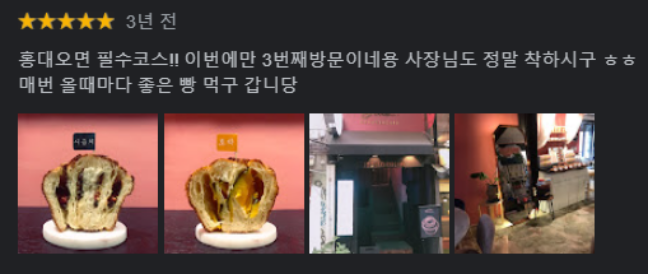 3년 전
홍대오면 필수코스!! 이번에만 3번째방문이네용 사장님도 정말 착하시구 ㅎㅎ
매번 올때마다 좋은 빵 먹구 갑니당